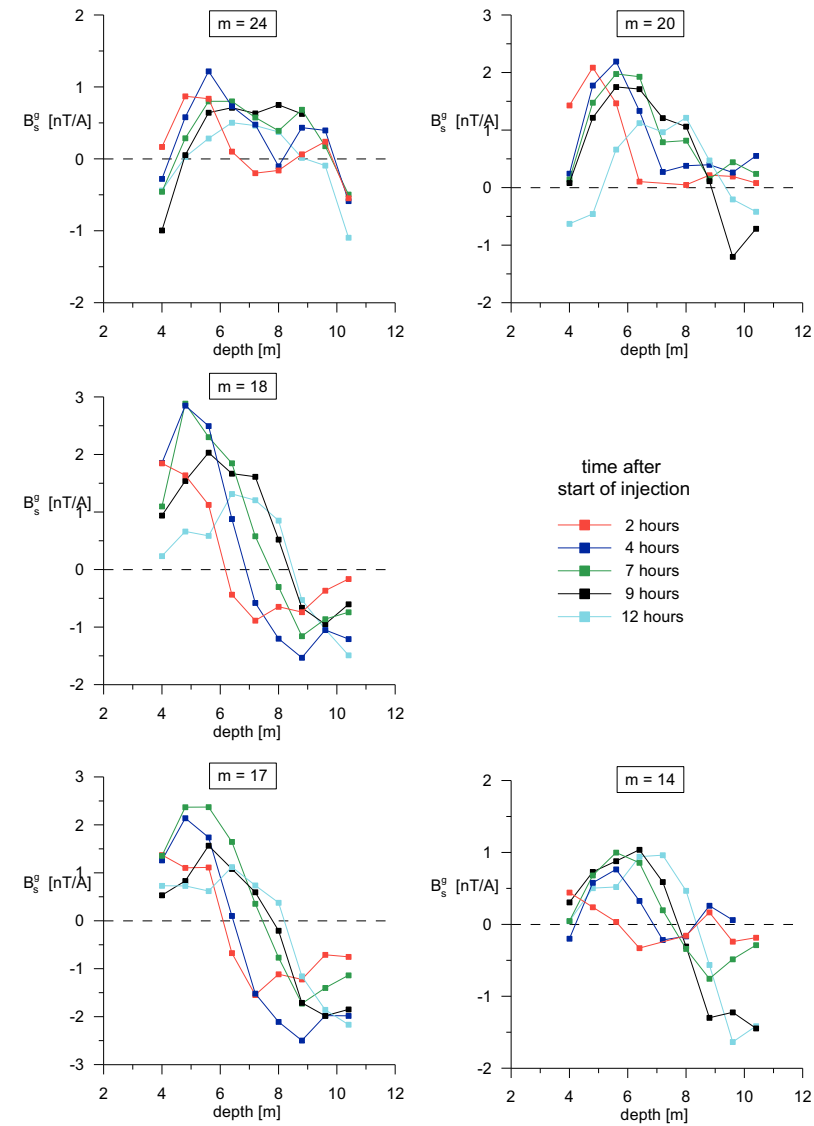 m = 24
2
1
0
-1
-2
B_s^g [nT/A]
2 4 6 8 10 12
depth [m]
m = 20
3
2
1
0
-1
-2
B_s^g [nT/A]
2 4 6 8 10 12
depth [m]
m = 18
3
2
1
0
-1
-2
B_s^g [nT/A]
2 4 6 8 10 12
depth [m]
time after
start of injection
2 hours
4 hours
7 hours
9 hours
12 hours
m = 17
3
2
1
0
-1
-2
-3
B_s^g [nT/A]
2 4 6 8 10 12
depth [m]
m = 14
2
1
0
-1
-2
B_s^g [nT/A]
2 4 6 8 10 12
depth [m]